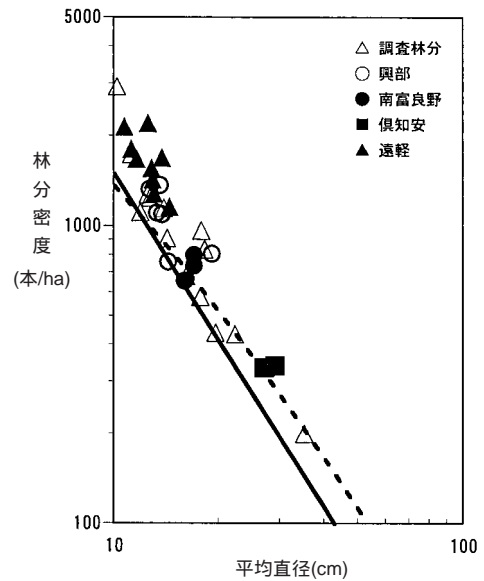 5000
△ 調査林分
○ 興部
● 南富良野
■ 倶知安
▲ 遠軽
林分密度
(本/ha)
1000
100
10
100
平均直径(cm)